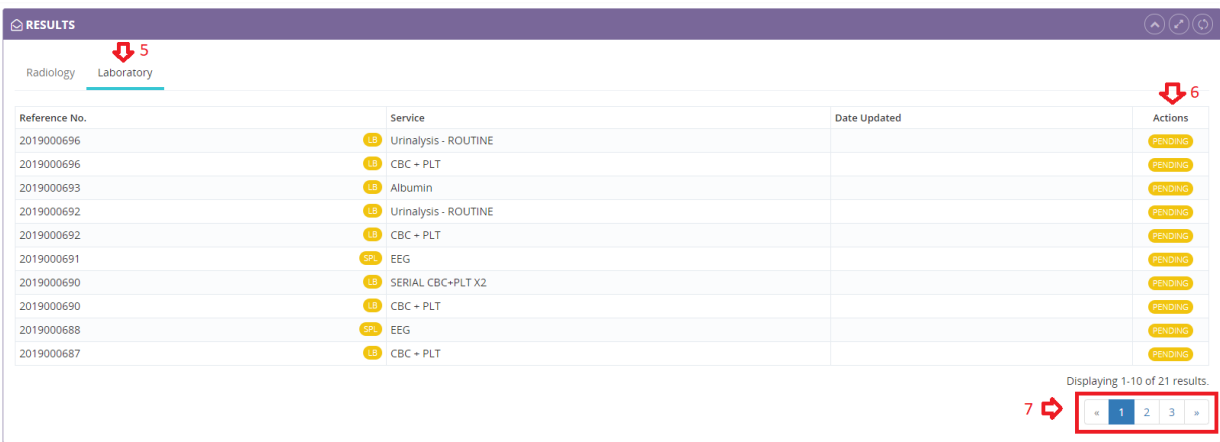 RESULTS
5
Radiology Laboratory
6
Reference No. Service Date Updated Actions
2019000696 LB Urinalysis - ROUTINE PENDING
2019000696 LB CBC + PLT PENDING
2019000693 LB Albumin PENDING
2019000692 LB Urinalysis - ROUTINE PENDING
2019000692 LB CBC + PLT PENDING
2019000691 SPL EEG PENDING
2019000690 LB SERIAL CBC+PLT X2 PENDING
2019000690 LB CBC + PLT PENDING
2019000688 SPL EEG PENDING
2019000687 LB CBC + PLT PENDING
Displaying 1-10 of 21 results.
7 « 1 2 3 »